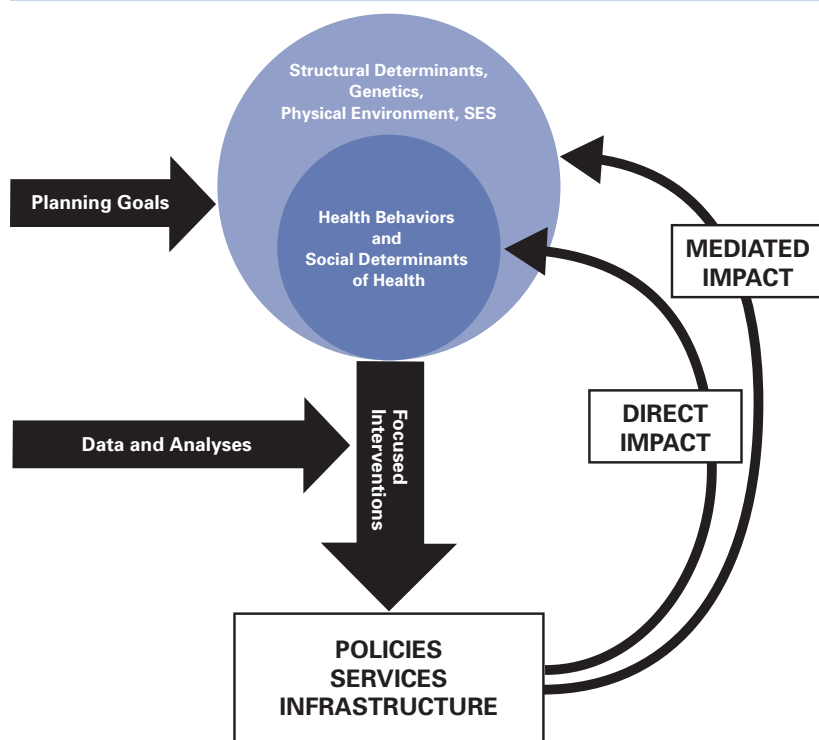 Structural Determinants,
Genetics,
Physical Environment, SES
Planning Goals
Health Behaviors
and
Social Determinants
of Health
MEDIATED
IMPACT
DIRECT
IMPACT
Data and Analyses
Focused
Interventions
POLICIES
SERVICES
INFRASTRUCTURE